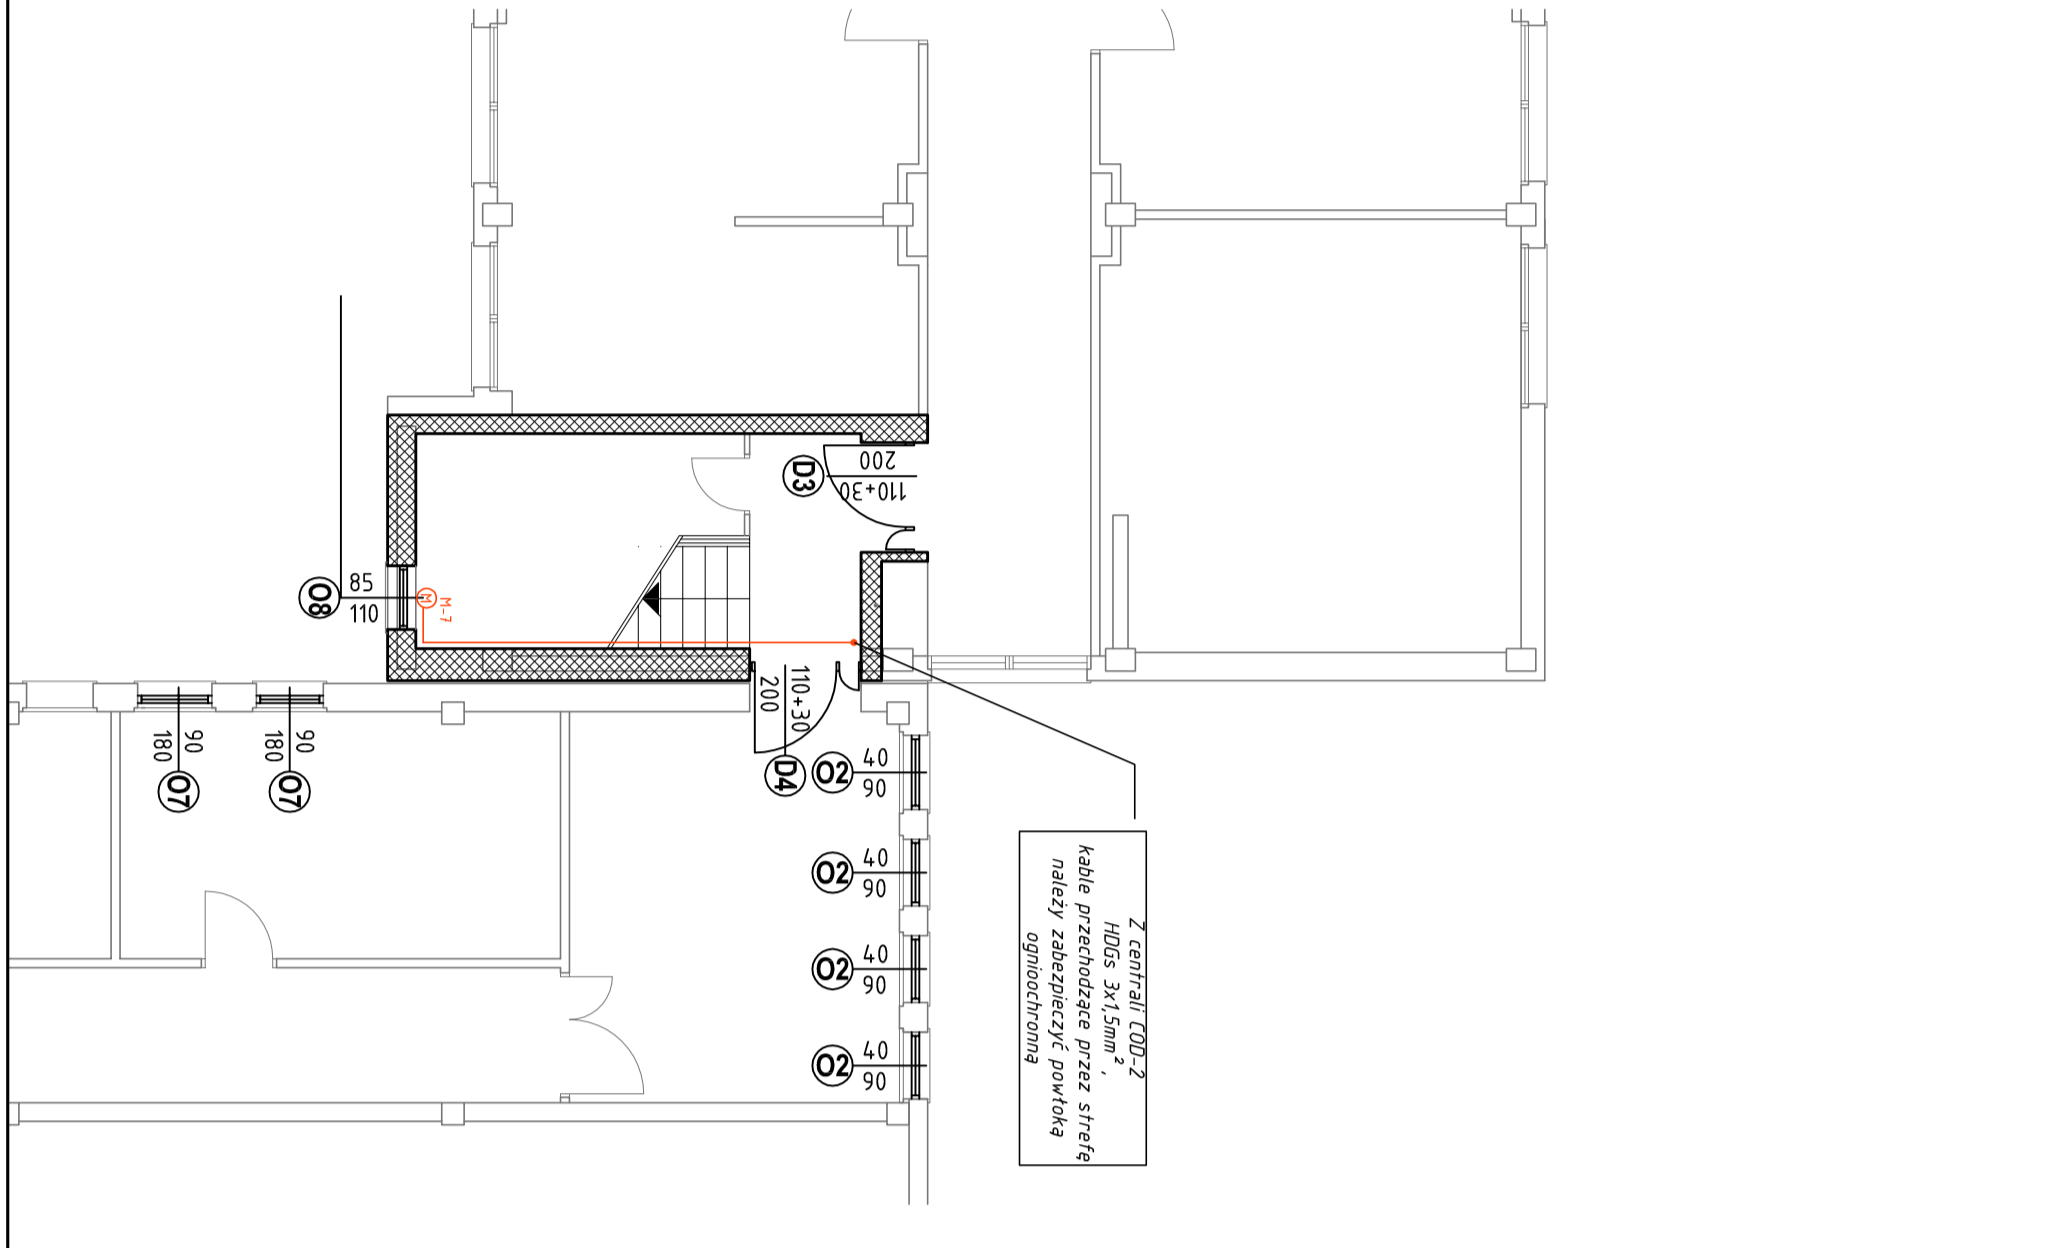 D3
200
110+30
O8
85
110
M
M-7
110+30
200
D4
90
180
O7
90
180
O7
O2
40
90
O2
40
90
O2
40
90
O2
40
90
Z centrali COD-2
HDGs 3x1,5mm² ,
kable przechodzące przez strefę
należy zabezpieczyć powłoką
ognioochronną